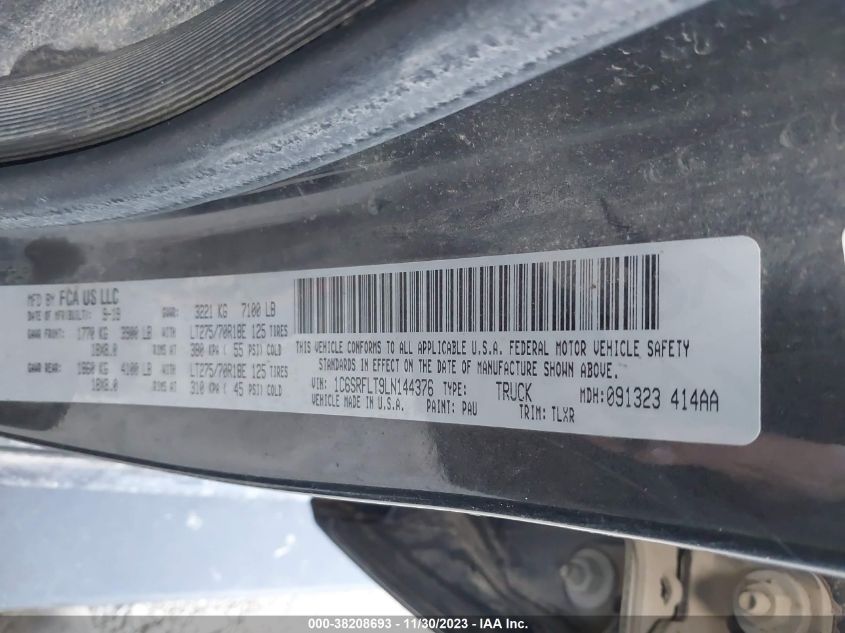 MFD BY FCA US LLC
DATE OF MFR(BUILT): 9-19 GVWR: 3221 KG 7100 LB
GAWR FRONT: 1770 KG 3900 LB WITH LT275/70R18E 125 TIRES
18X8.0 RIMS AT 380 KPA ( 55 PSI) COLD
GAWR REAR: 1860 KG 4100 LB WITH LT275/70R18E 125 TIRES
18X8.0 RIMS AT 310 KPA ( 45 PSI) COLD
THIS VEHICLE CONFORMS TO ALL APPLICABLE U.S.A. FEDERAL MOTOR VEHICLE SAFETY
STANDARDS IN EFFECT ON THE DATE OF MANUFACTURE SHOWN ABOVE.
VIN: 1C6SRFLT9LN144376 TYPE: TRUCK MDH: 091323 414AA
VEHICLE MADE IN U.S.A. PAINT: PAU TRIM: TLXR
000-38208693 - 11/30/2023 - IAA Inc.